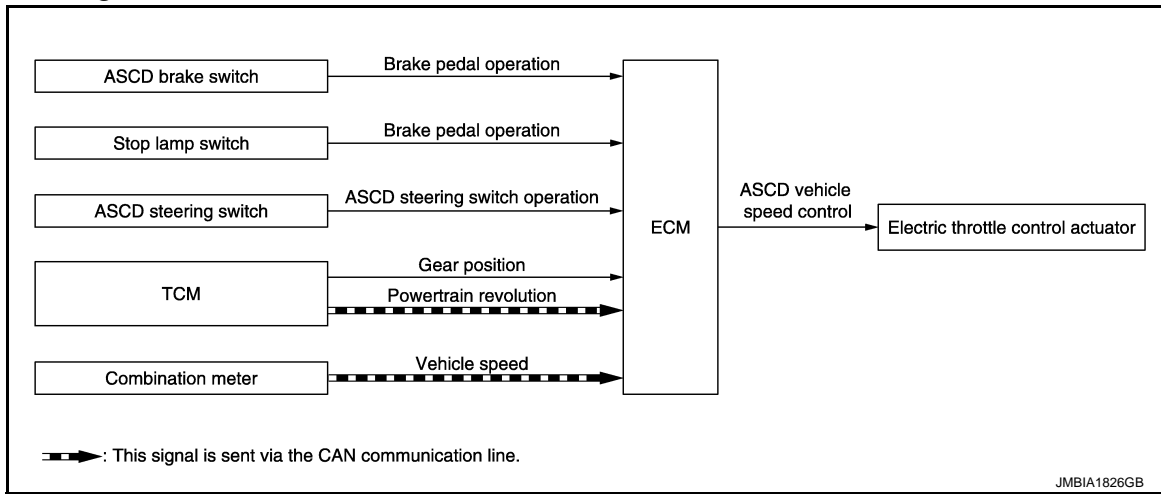 ASCD brake switch
Brake pedal operation
Stop lamp switch
Brake pedal operation
ASCD steering switch
ASCD steering switch operation
TCM
Gear position
Powertrain revolution
Combination meter
Vehicle speed
ECM
ASCD vehicle
speed control
Electric throttle control actuator
: This signal is sent via the CAN communication line.
JMBIA1826GB